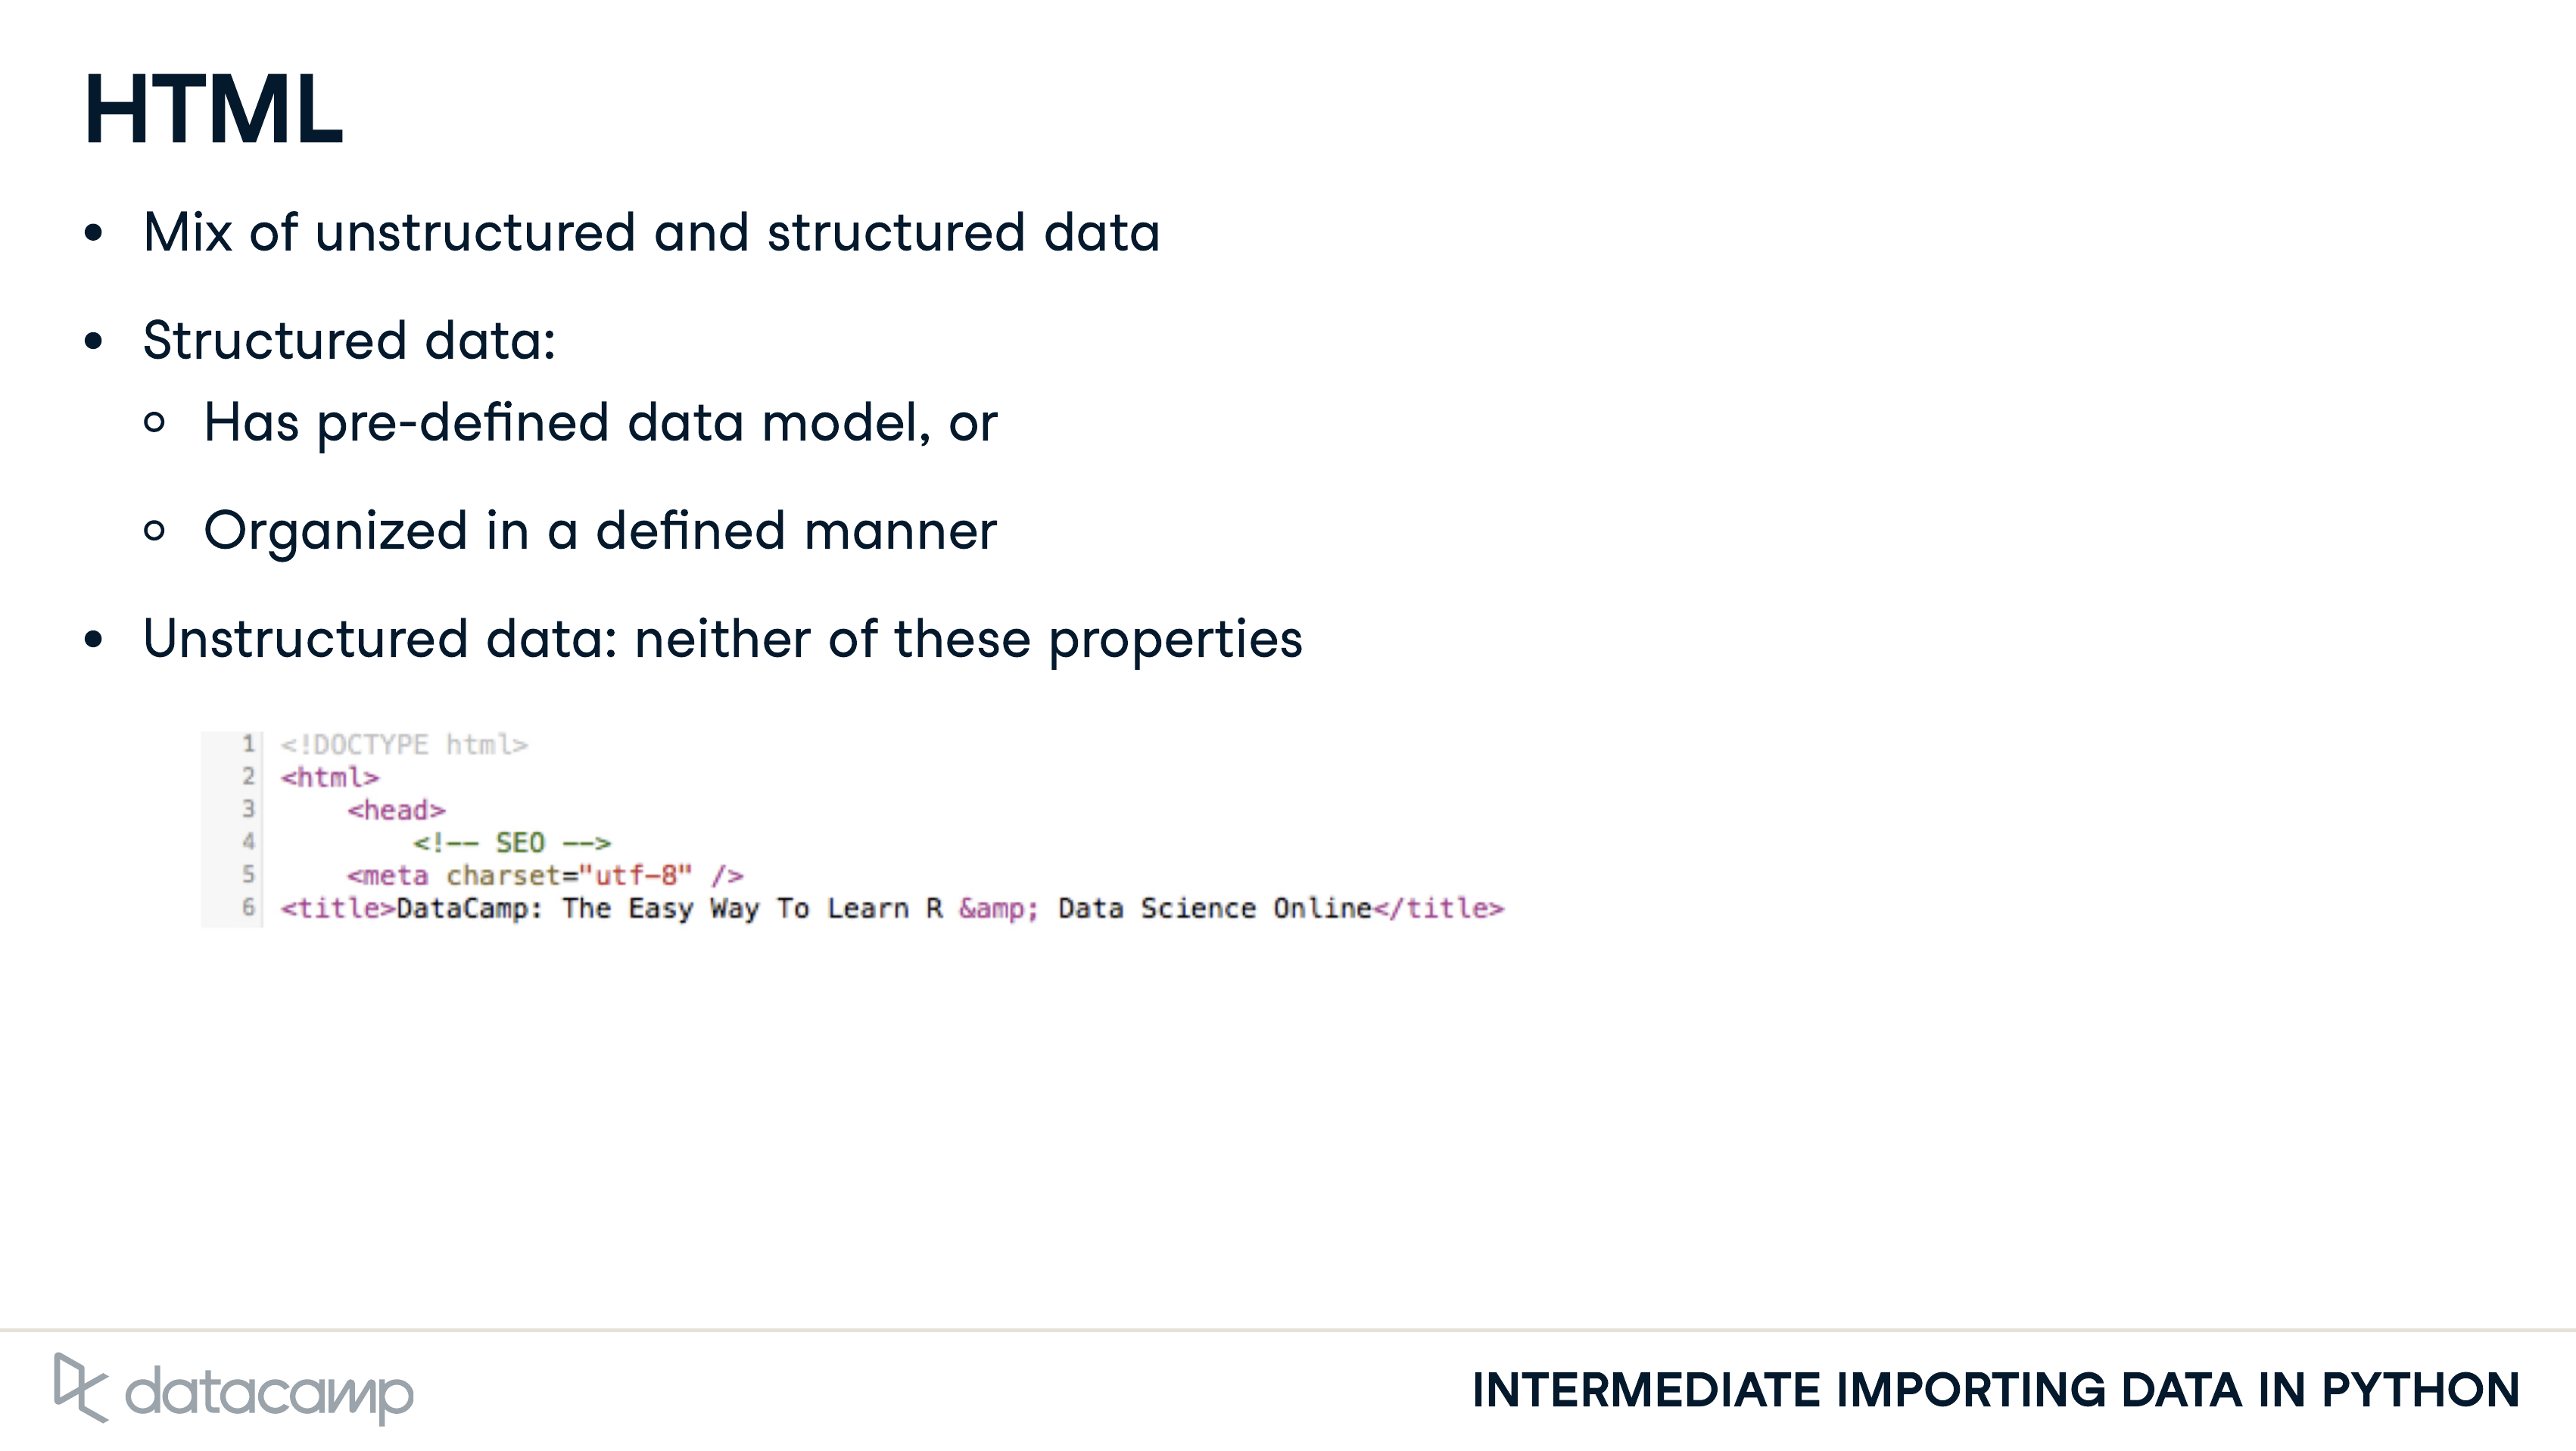 HTML
• Mix of unstructured and structured data
• Structured data:
◦ Has pre-defined data model, or
◦ Organized in a defined manner
• Unstructured data: neither of these properties
1 <!DOCTYPE html>
2 <html>
3     <head>
4         <!-- SEO -->
5     <meta charset="utf-8" />
6 <title>DataCamp: The Easy Way To Learn R &amp; Data Science Online</title>
datacamp
INTERMEDIATE IMPORTING DATA IN PYTHON